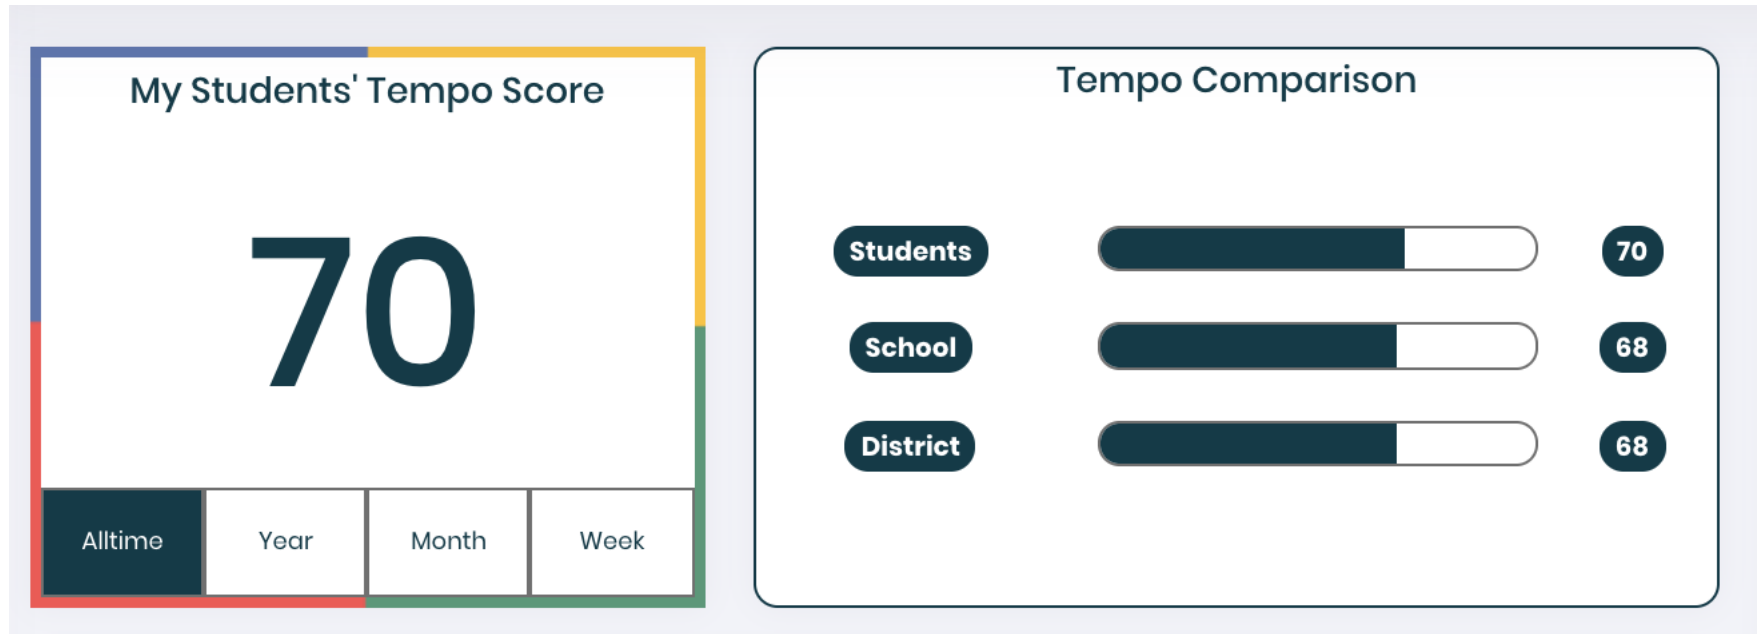 My Students' Tempo Score
70
Alltime
Year
Month
Week
Tempo Comparison
Students
70
School
68
District
68